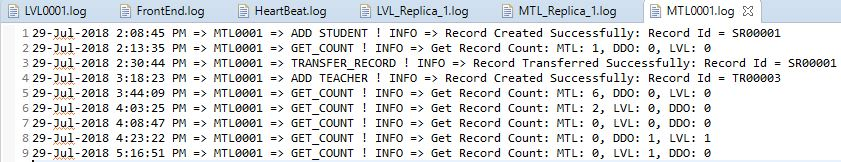 LVL0001.log FrontEnd.log HeartBeat.log LVL_Replica_1.log MTL_Replica_1.log MTL0001.log
1 29-Jul-2018 2:08:45 PM => MTL0001 => ADD STUDENT ! INFO => Record Created Successfully: Record Id = SR00001
2 29-Jul-2018 2:13:35 PM => MTL0001 => GET_COUNT ! INFO => Get Record Count: MTL: 1, DDO: 0, LVL: 0
3 29-Jul-2018 2:30:44 PM => MTL0001 => TRANSFER_RECORD ! INFO => Record Transferred Successfully: Record Id = SR00001
4 29-Jul-2018 3:18:23 PM => MTL0001 => ADD TEACHER ! INFO => Record Created Successfully: Record Id = TR00003
5 29-Jul-2018 3:44:09 PM => MTL0001 => GET_COUNT ! INFO => Get Record Count: MTL: 6, DDO: 0, LVL: 0
6 29-Jul-2018 4:03:25 PM => MTL0001 => GET_COUNT ! INFO => Get Record Count: MTL: 2, DDO: 0, LVL: 0
7 29-Jul-2018 4:08:47 PM => MTL0001 => GET_COUNT ! INFO => Get Record Count: MTL: 0, DDO: 0, LVL: 0
8 29-Jul-2018 4:23:22 PM => MTL0001 => GET_COUNT ! INFO => Get Record Count: MTL: 0, DDO: 1, LVL: 1
9 29-Jul-2018 5:16:51 PM => MTL0001 => GET_COUNT ! INFO => Get Record Count: MTL: 0, LVL: 1, DDO: 0